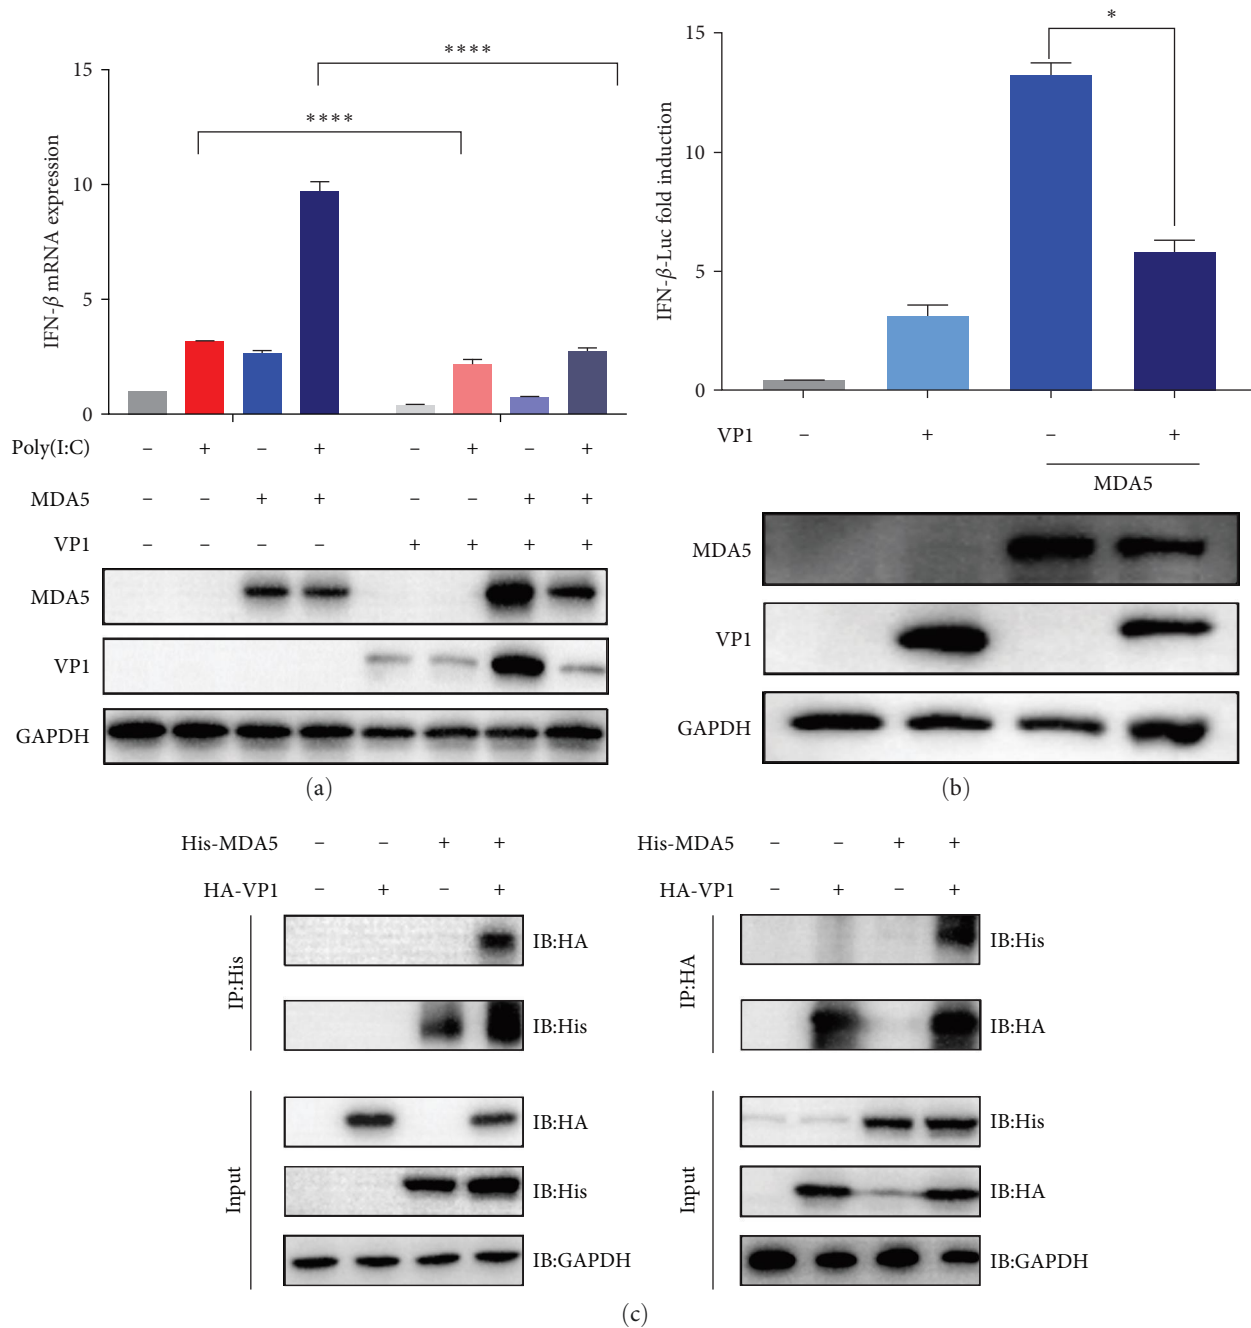 ****
****
15
10
5
0
IFN-β mRNA expression
Poly(I:C) – + – + – + – +
MDA5 – – + + – – + +
VP1 – – – – + + + +
MDA5
VP1
GAPDH
(a)
*
15
10
5
0
IFN-β-Luc fold induction
VP1 – + – +
MDA5
MDA5
VP1
GAPDH
(b)
His-MDA5 – – + +
HA-VP1 – + – +
IP:His
IB:HA
IB:His
Input
IB:HA
IB:His
IB:GAPDH
His-MDA5 – – + +
HA-VP1 – + – +
IP:HA
IB:His
IB:HA
Input
IB:His
IB:HA
IB:GAPDH
(c)